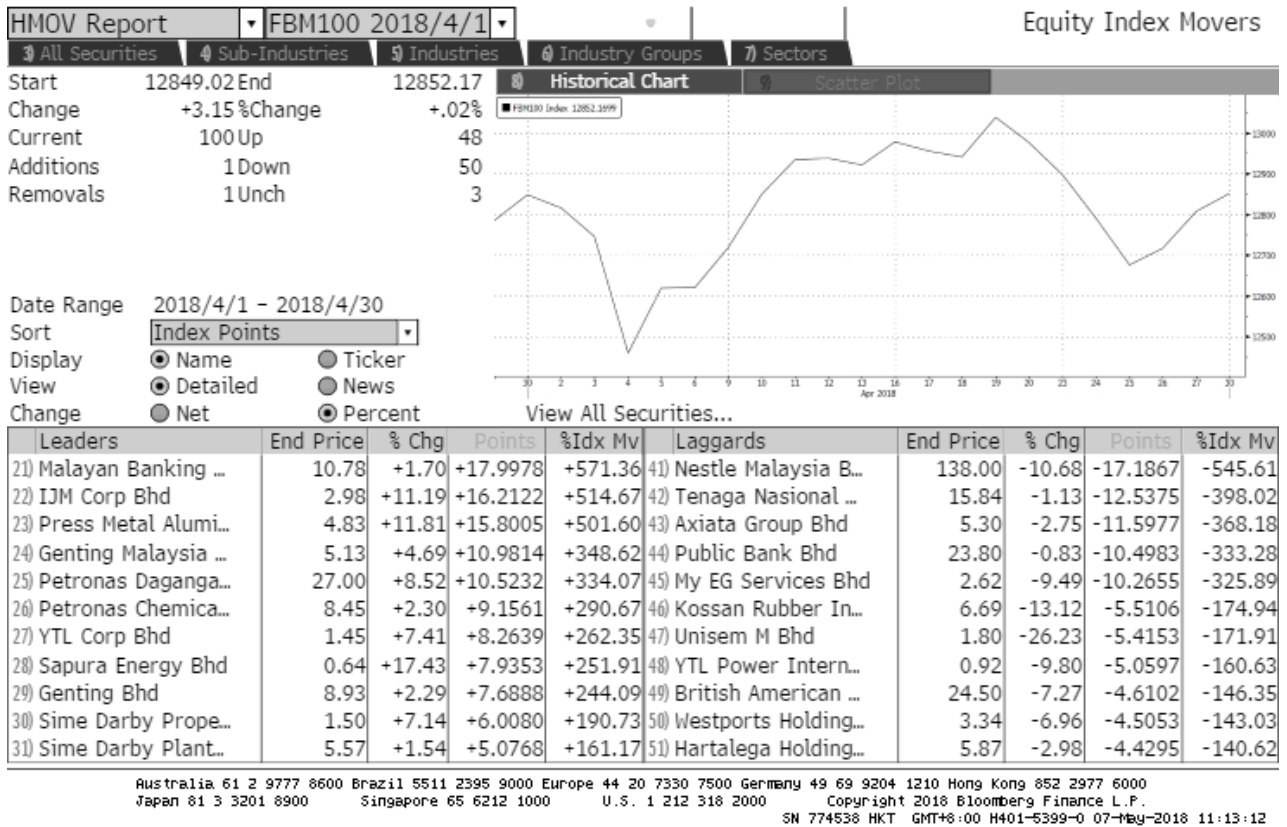 HMOV Report FBM100 2018/4/1 Equity Index Movers
3) All Securities 4) Sub-Industries 5) Industries 6) Industry Groups 7) Sectors
Start 12849.02 End 12852.17 8) Historical Chart 9) Scatter Plot
Change +3.15 %Change +.02% FBM100 Index 12852.1699
Current 100 Up 48
Additions 1 Down 50
Removals 1 Unch 3
13000
12900
12800
12700
12600
12500
Date Range 2018/4/1 - 2018/4/30
Sort Index Points
Display Name Ticker
View Detailed News
30 2 3 4 5 6 9 10 11 12 13 16 17 18 19 20 23 24 25 26 27 30
Apr 2018
Change Net Percent View All Securities...
Leaders End Price % Chg Points %Idx Mv Laggards End Price % Chg Points %Idx Mv
21) Malayan Banking ... 10.78 +1.70 +17.9978 +571.36 41) Nestle Malaysia B... 138.00 -10.68 -17.1867 -545.61
22) IJM Corp Bhd 2.98 +11.19 +16.2122 +514.67 42) Tenaga Nasional ... 15.84 -1.13 -12.5375 -398.02
23) Press Metal Alumi... 4.83 +11.81 +15.8005 +501.60 43) Axiata Group Bhd 5.30 -2.75 -11.5977 -368.18
24) Genting Malaysia ... 5.13 +4.69 +10.9814 +348.62 44) Public Bank Bhd 23.80 -0.83 -10.4983 -333.28
25) Petronas Daganga... 27.00 +8.52 +10.5232 +334.07 45) My EG Services Bhd 2.62 -9.49 -10.2655 -325.89
26) Petronas Chemica... 8.45 +2.30 +9.1561 +290.67 46) Kossan Rubber In... 6.69 -13.12 -5.5106 -174.94
27) YTL Corp Bhd 1.45 +7.41 +8.2639 +262.35 47) Unisem M Bhd 1.80 -26.23 -5.4153 -171.91
28) Sapura Energy Bhd 0.64 +17.43 +7.9353 +251.91 48) YTL Power Intern... 0.92 -9.80 -5.0597 -160.63
29) Genting Bhd 8.93 +2.29 +7.6888 +244.09 49) British American ... 24.50 -7.27 -4.6102 -146.35
30) Sime Darby Prope... 1.50 +7.14 +6.0080 +190.73 50) Westports Holding... 3.34 -6.96 -4.5053 -143.03
31) Sime Darby Plant... 5.57 +1.54 +5.0768 +161.17 51) Hartalega Holding... 5.87 -2.98 -4.4295 -140.62
Australia 61 2 9777 8600 Brazil 5511 2395 9000 Europe 44 20 7330 7500 Germany 49 69 9204 1210 Hong Kong 852 2977 6000
Japan 81 3 3201 8900 Singapore 65 6212 1000 U.S. 1 212 318 2000 Copyright 2018 Bloomberg Finance L.P.
SN 774538 HKT GMT+8:00 H401-5399-0 07-May-2018 11:13:12